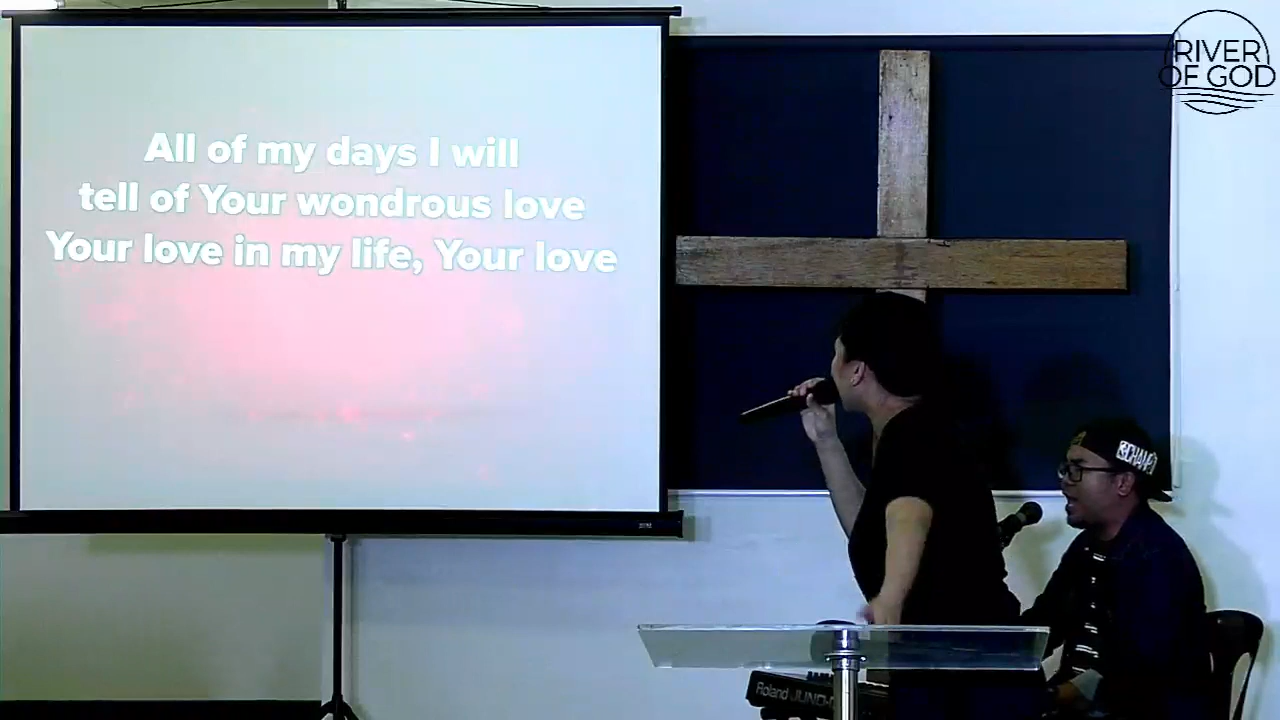 All of my days I will
tell of Your wondrous love
Your love in my life, Your love
RIVER
OF GOD
Roland